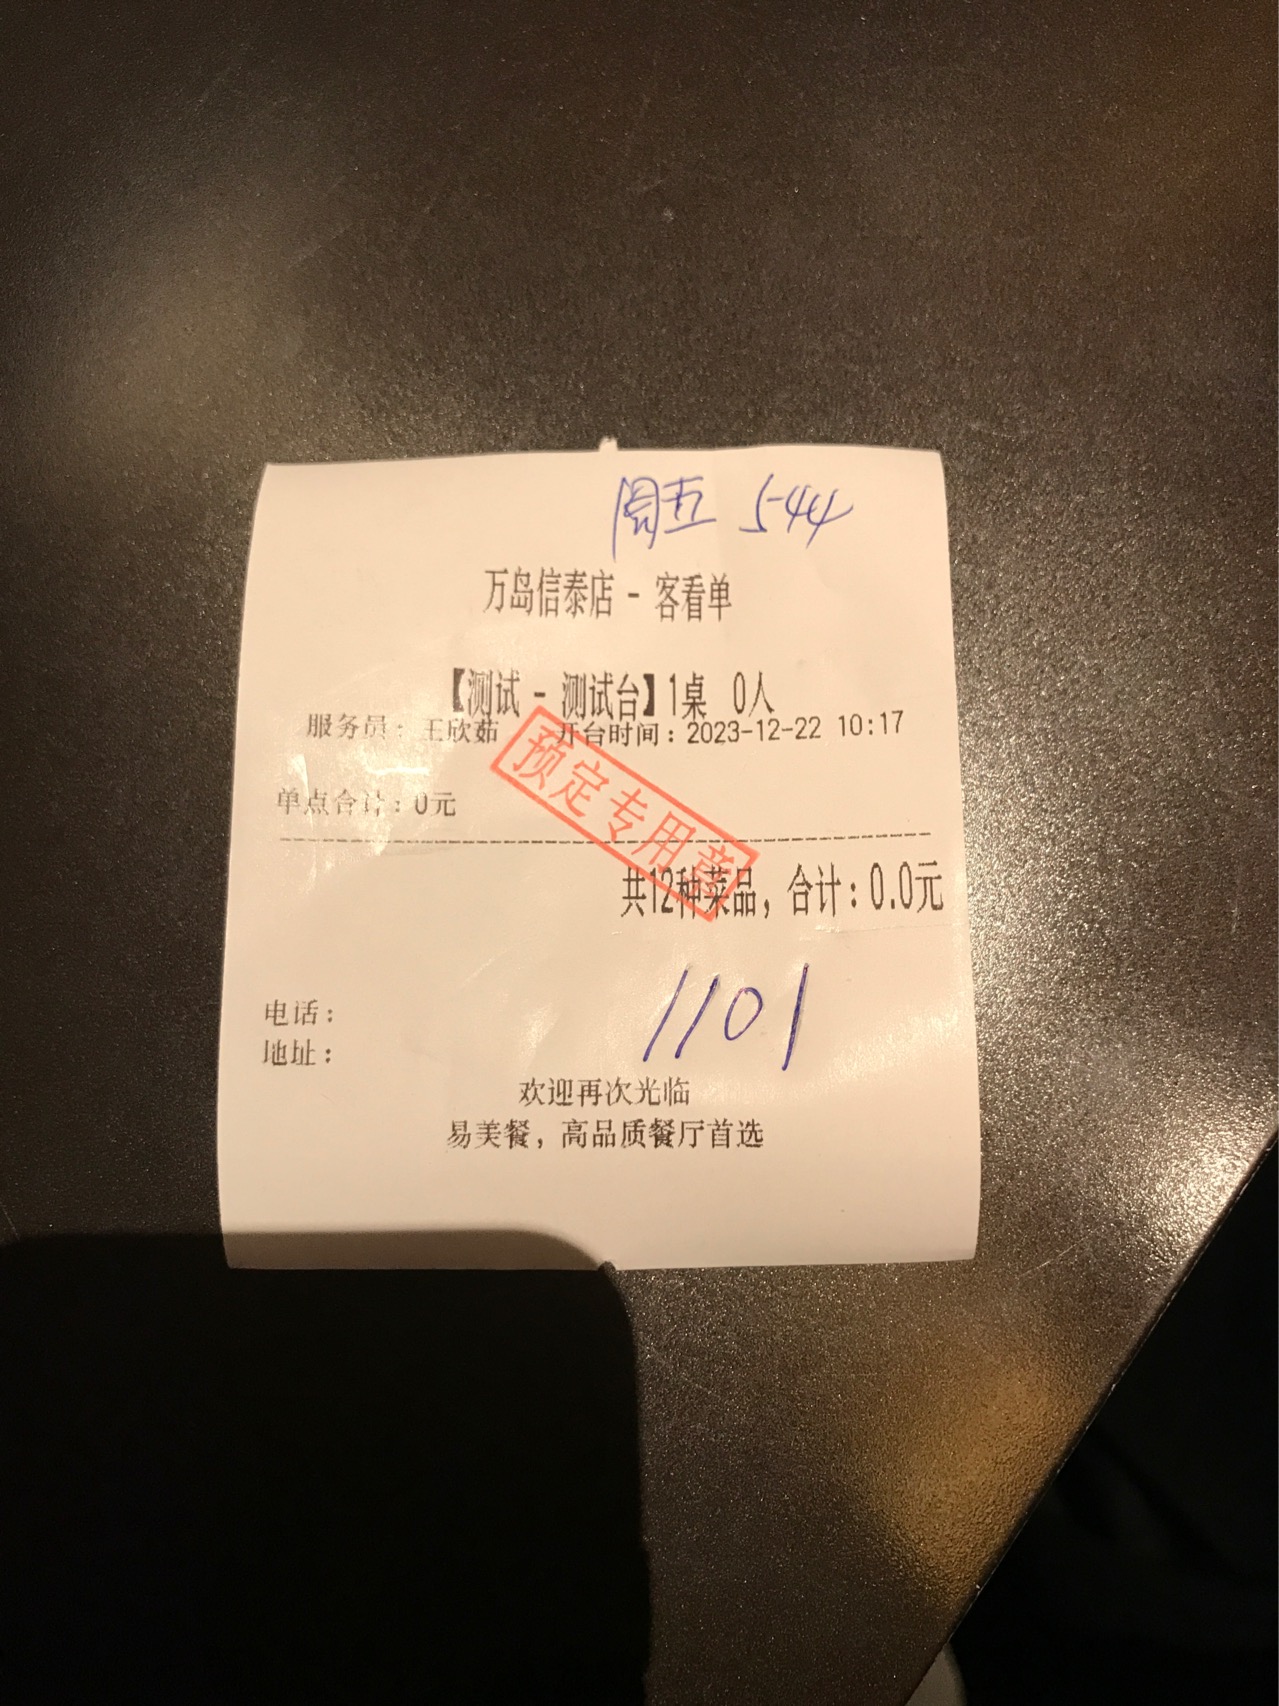 周五 544
万岛信泰店 - 客看单
【测试 - 测试台】1桌 0人
服务员: 王欣茹 开台时间: 2023-12-22 10:17
预定专用章
单点合计: 0元
共12种菜品, 合计: 0.0元
1101
电话:
地址:
欢迎再次光临
易美餐, 高品质餐厅首选